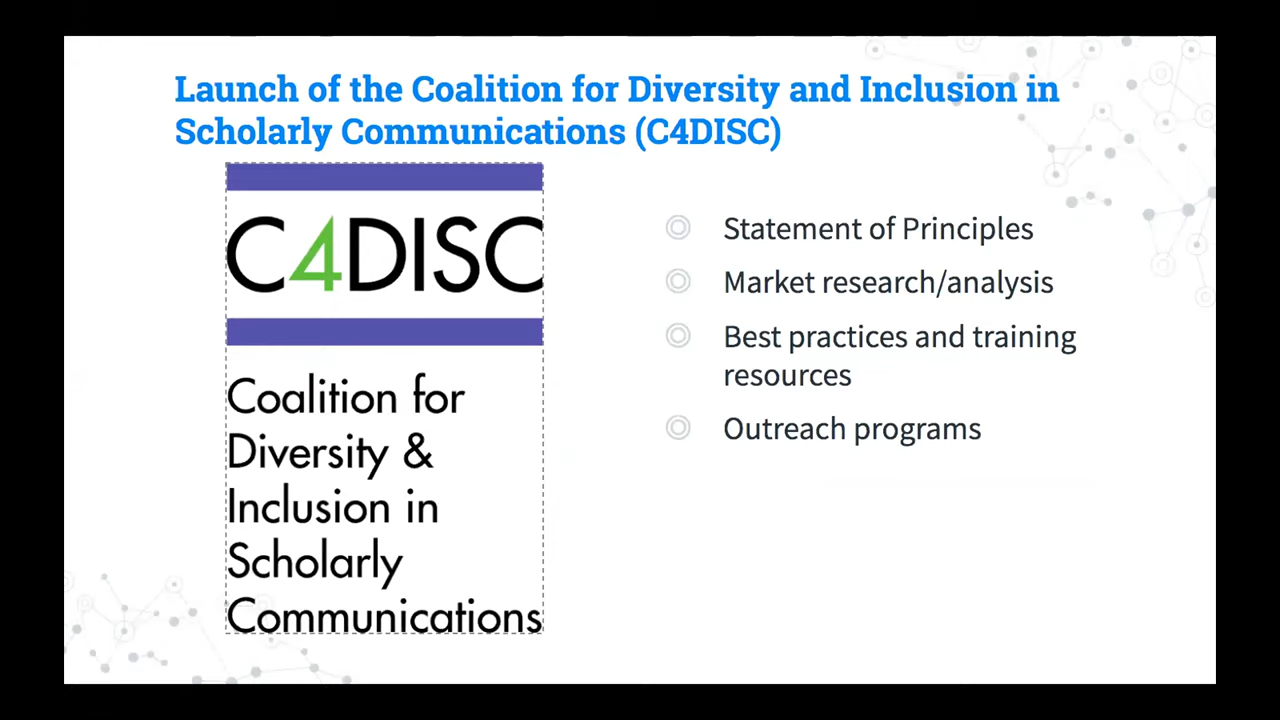 Launch of the Coalition for Diversity and Inclusion in
Scholarly Communications (C4DISC)
C4DISC
Coalition for
Diversity &
Inclusion in
Scholarly
Communications
Statement of Principles
Market research/analysis
Best practices and training
resources
Outreach programs